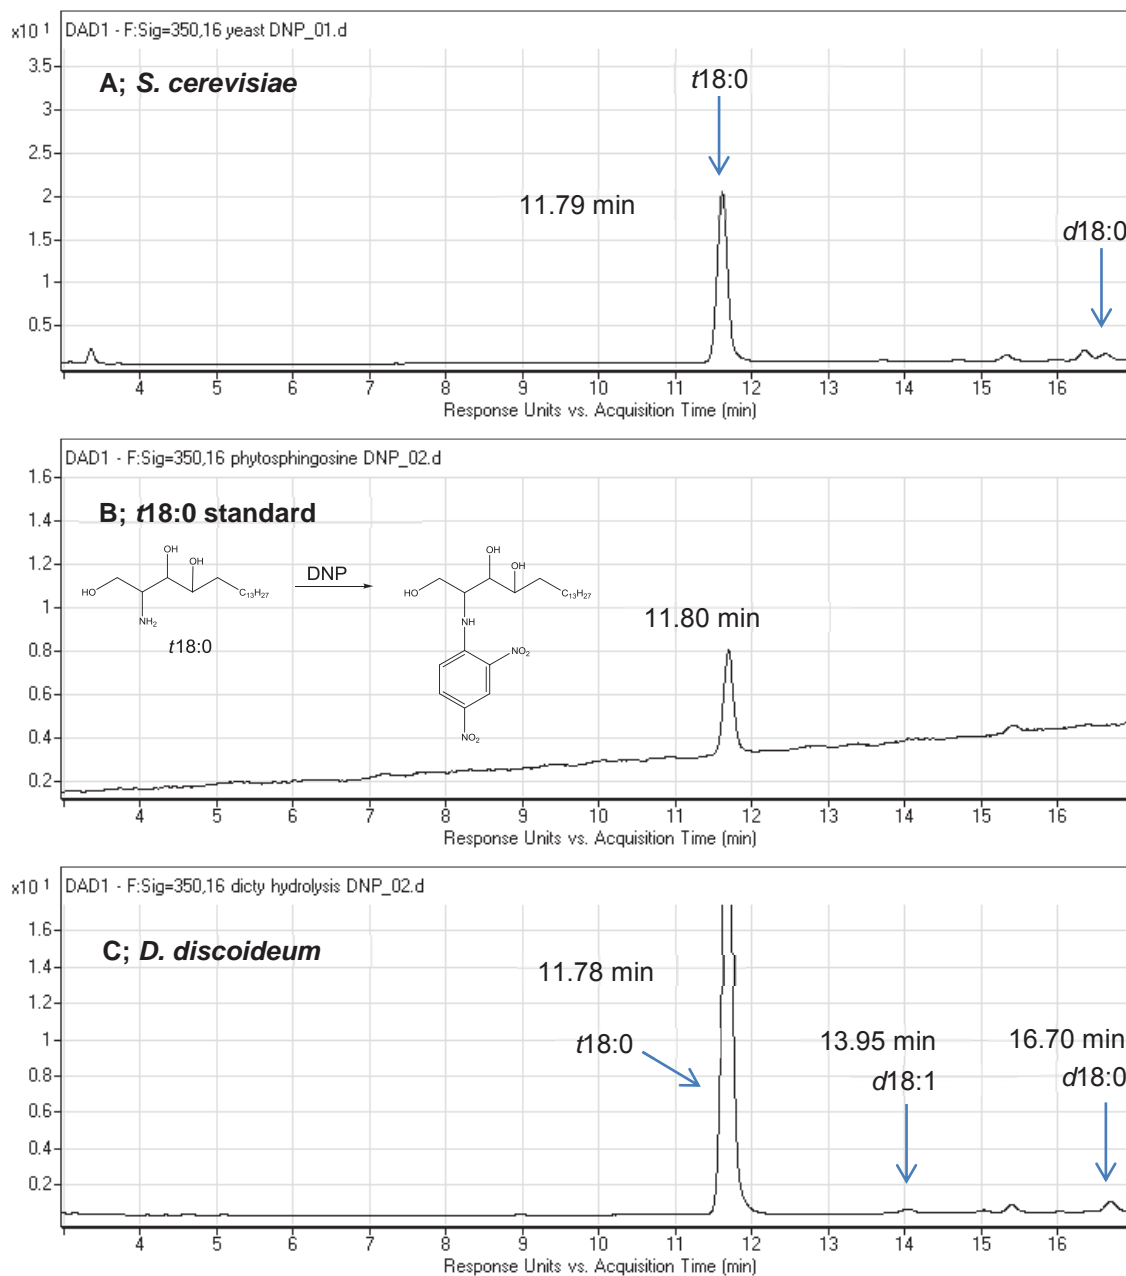 x10 1
DAD1 - F:Sig=350,16 yeast DNP_01.d
A; S. cerevisiae
t18:0
11.79 min
d18:0
3.5
3
2.5
2
1.5
1
0.5
4 5 6 7 8 9 10 11 12 13 14 15 16
Response Units vs. Acquisition Time (min)
DAD1 - F:Sig=350,16 phytosphingosine DNP_02.d
B; t18:0 standard
1.6
1.4
1.2
1
0.8
0.6
0.4
0.2
OH
OH
HO
C13H27
NH2
t18:0
DNP
OH
OH
HO
C13H27
NH
NO2
NO2
11.80 min
4 5 6 7 8 9 10 11 12 13 14 15 16
Response Units vs. Acquisition Time (min)
x10 1
DAD1 - F:Sig=350,16 dicty hydrolysis DNP_02.d
C; D. discoideum
11.78 min
t18:0
13.95 min
d18:1
16.70 min
d18:0
1.6
1.4
1.2
1
0.8
0.6
0.4
0.2
4 5 6 7 8 9 10 11 12 13 14 15 16
Response Units vs. Acquisition Time (min)